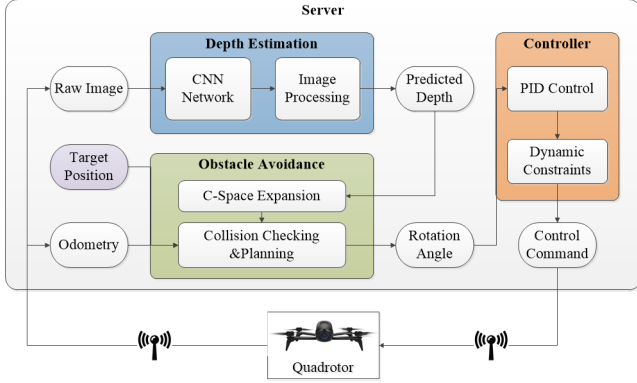 Server
Depth Estimation
Controller
Raw Image
CNN
Network
Image
Processing
Predicted
Depth
PID Control
Target
Position
Obstacle Avoidance
Dynamic
Constraints
C-Space Expansion
Odometry
Collision Checking
&Planning
Rotation
Angle
Control
Command
Quadrotor